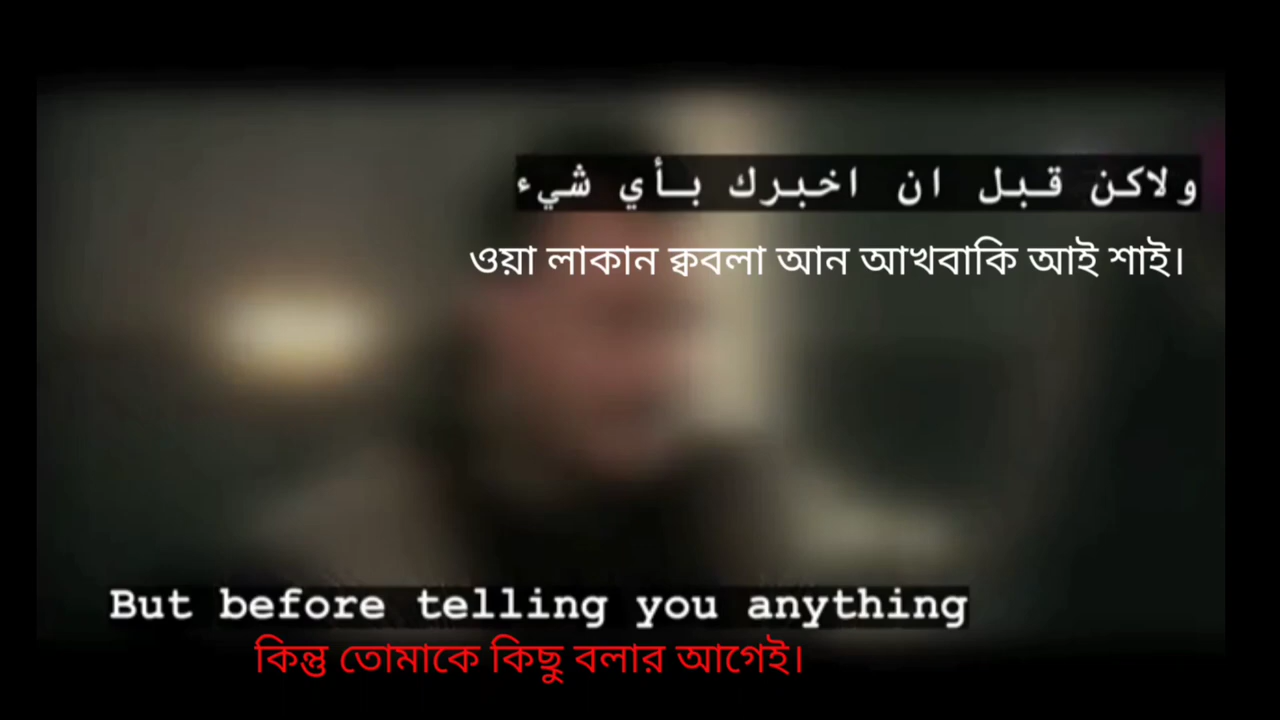 ولاكن قبل ان اخبرك بأي شيء
ওয়া লাকান ক্ববলা আন আখবাকি আই শাই।
But before telling you anything
কিন্তু তোমাকে কিছু বলার আগেই।